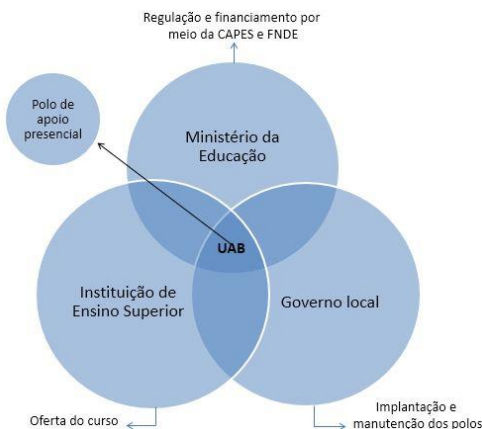 Regulação e financiamento por
meio da CAPES e FNDE
Polo de
apoio
presencial
Ministério da
Educação
UAB
Instituição de
Ensino Superior
Governo local
Oferta do curso
Implantação e
manutenção dos polos